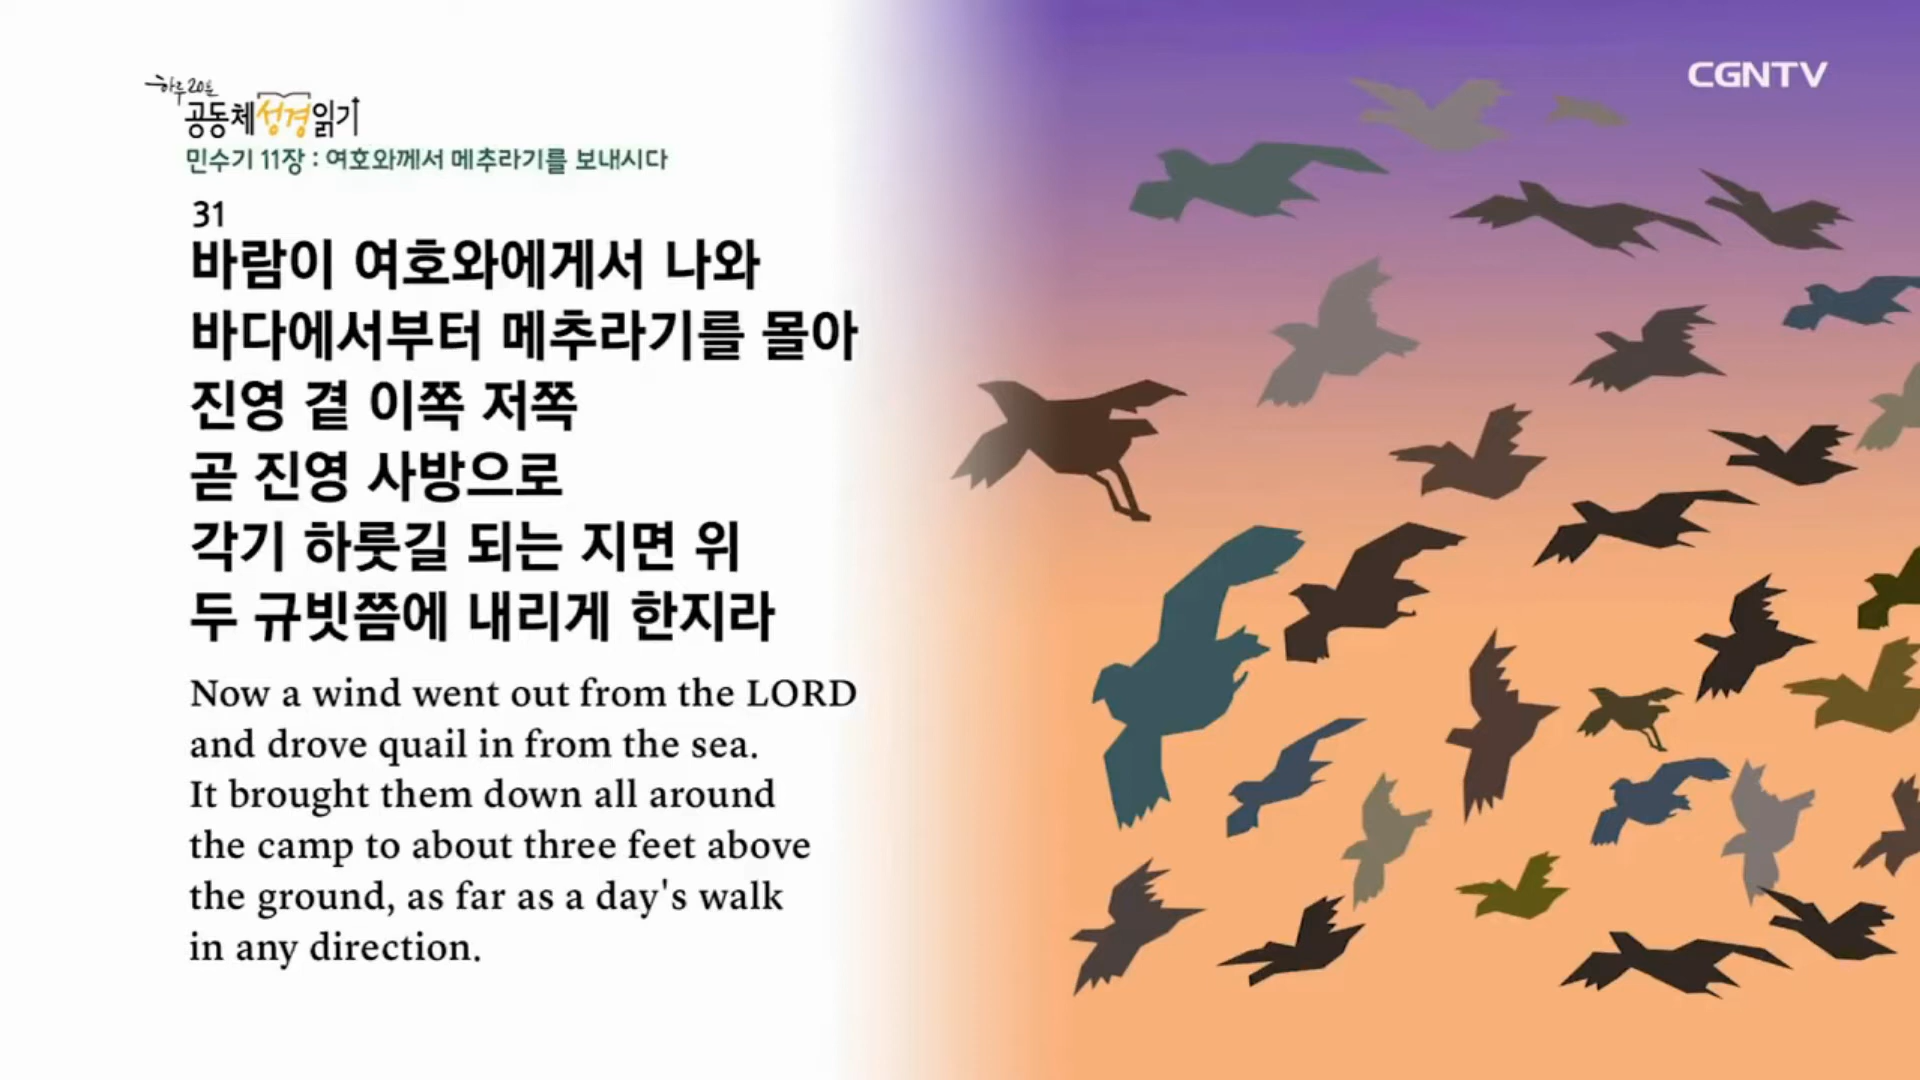 하루 20분
공동체성경읽기
CGNTV
민수기 11장 : 여호와께서 메추라기를 보내시다
31
바람이 여호와에게서 나와
바다에서부터 메추라기를 몰아
진영 곁 이쪽 저쪽
곧 진영 사방으로
각기 하룻길 되는 지면 위
두 규빗쯤에 내리게 한지라
Now a wind went out from the LORD
and drove quail in from the sea.
It brought them down all around
the camp to about three feet above
the ground, as far as a day's walk
in any direction.